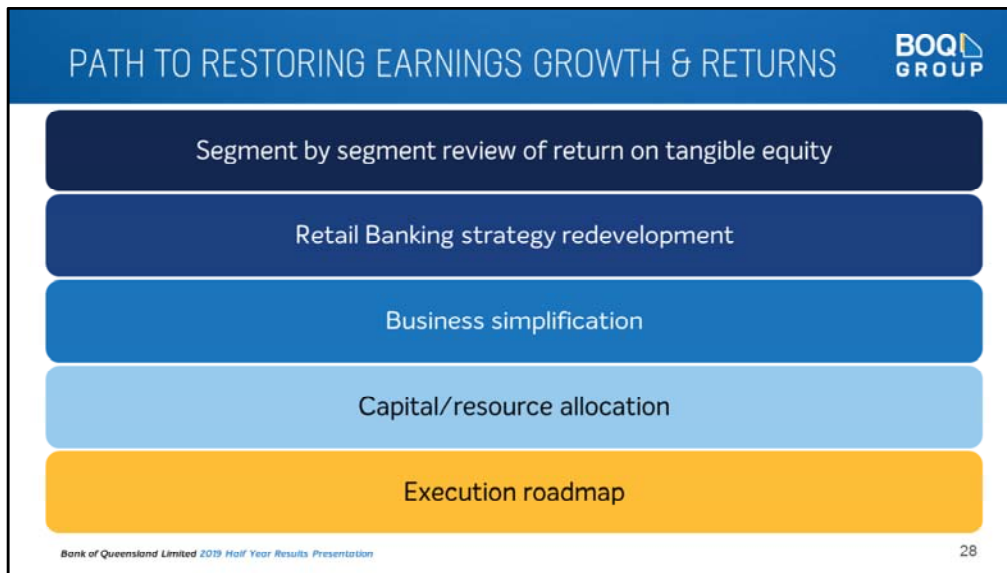 PATH TO RESTORING EARNINGS GROWTH & RETURNS
BOQ
GROUP
Segment by segment review of return on tangible equity
Retail Banking strategy redevelopment
Business simplification
Capital/resource allocation
Execution roadmap
Bank of Queensland Limited 2019 Half Year Results Presentation
28